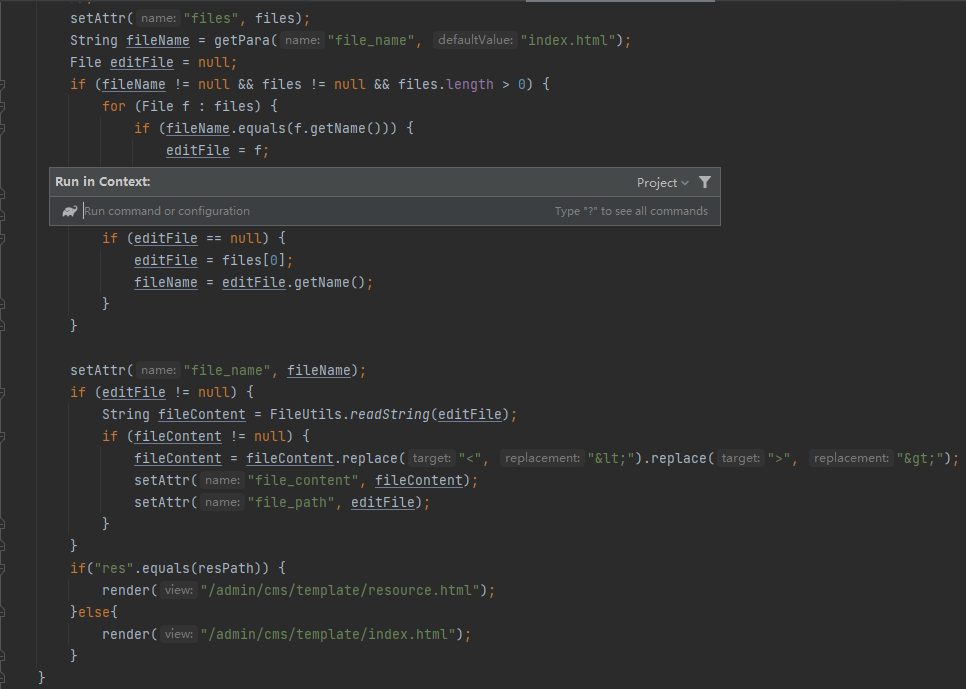 setAttr( name: "files", files);
String fileName = getPara( name: "file_name", defaultValue: "index.html");
File editFile = null;
if (fileName != null && files != null && files.length > 0) {
for (File f : files) {
if (fileName.equals(f.getName())) {
editFile = f;
Run in Context: Project
Run command or configuration Type "?" to see all commands
if (editFile == null) {
editFile = files[0];
fileName = editFile.getName();
}
}
setAttr( name: "file_name", fileName);
if (editFile != null) {
String fileContent = FileUtils.readString(editFile);
if (fileContent != null) {
fileContent = fileContent.replace( target: "<", replacement: "&lt;").replace( target: ">", replacement: "&gt;");
setAttr( name: "file_content", fileContent);
setAttr( name: "file_path", editFile);
}
}
if("res".equals(resPath)) {
render( view: "/admin/cms/template/resource.html");
}else{
render( view: "/admin/cms/template/index.html");
}
}